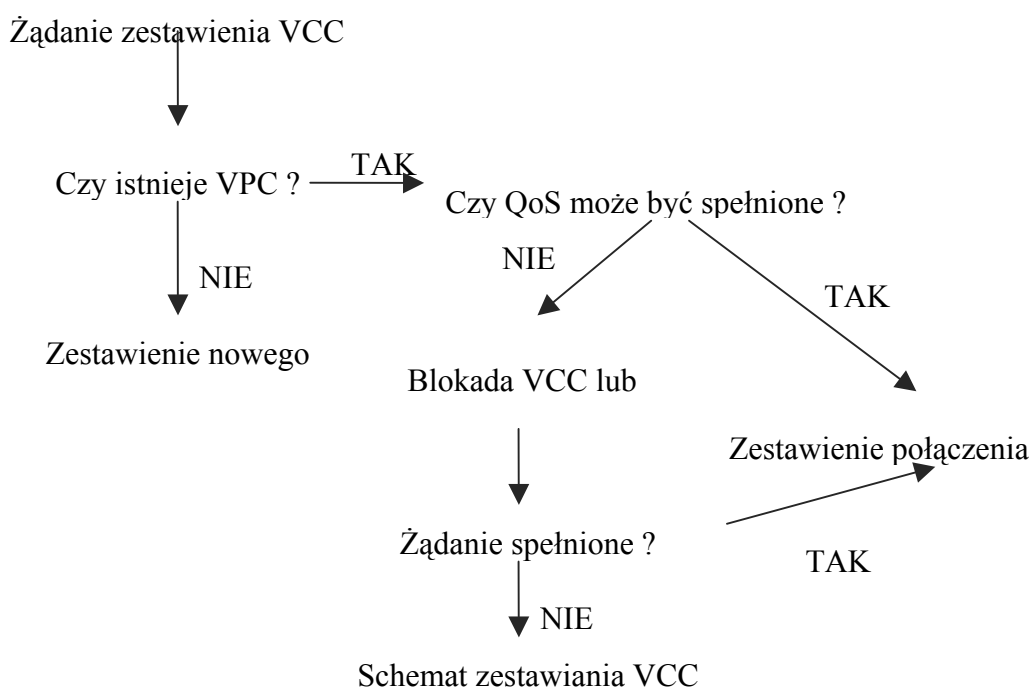 Żądanie zestawienia VCC
Czy istnieje VPC ?
TAK
Czy QoS może być spełnione ?
NIE
NIE
TAK
Zestawienie nowego
Blokada VCC lub
Zestawienie połączenia
Żądanie spełnione ?
TAK
NIE
Schemat zestawiania VCC